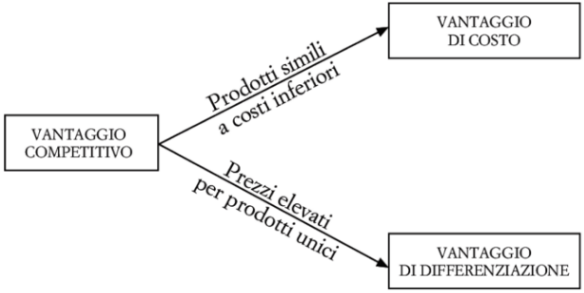 VANTAGGIO
COMPETITIVO
Prodotti simili
a costi inferiori
VANTAGGIO
DI COSTO
Prezzi elevati
per prodotti unici
VANTAGGIO
DI DIFFERENZIAZIONE